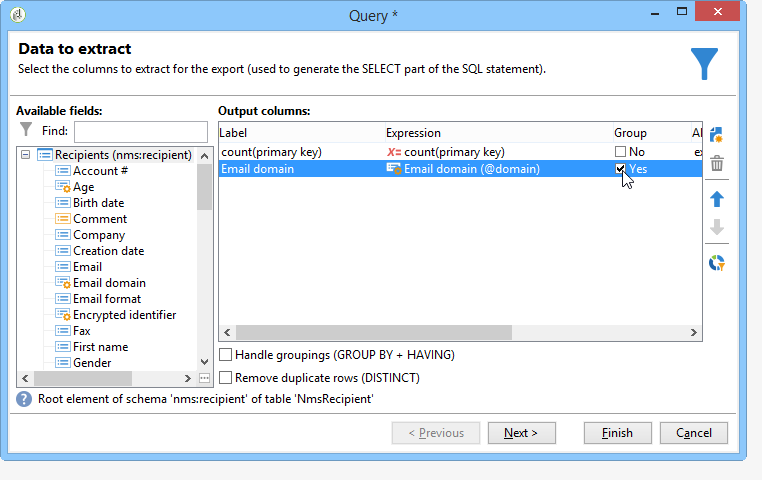 Query *
Data to extract
Select the columns to extract for the export (used to generate the SELECT part of the SQL statement).
Available fields:
Find:
Recipients (nms:recipient)
Account #
Age
Birth date
Comment
Company
Creation date
Email
Email domain
Email format
Encrypted identifier
Fax
First name
Gender
Output columns:
Label Expression Group Al
count(primary key) X= count(primary key) No ex
Email domain Email domain (@domain) Yes
Handle groupings (GROUP BY + HAVING)
Remove duplicate rows (DISTINCT)
? Root element of schema 'nms:recipient' of table 'NmsRecipient'
< Previous Next > Finish Cancel